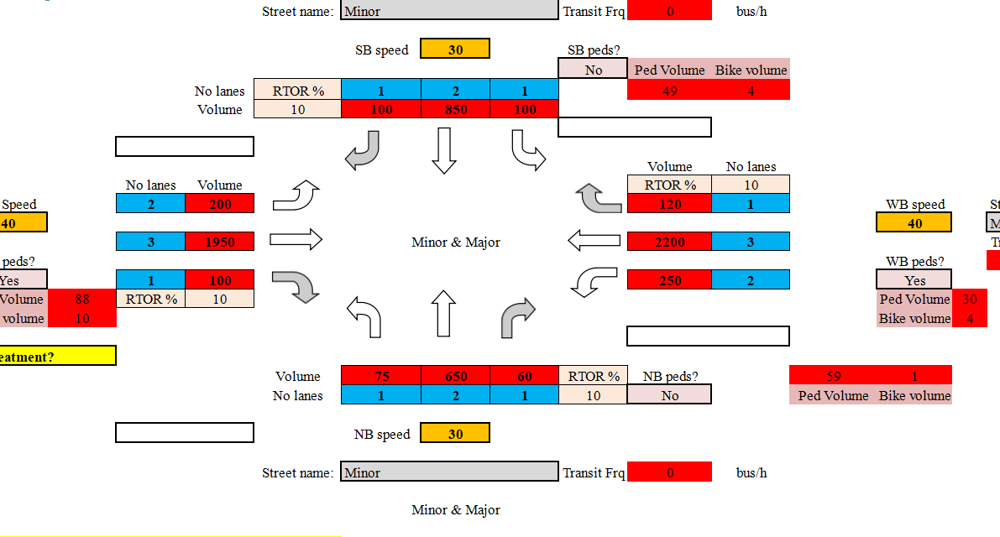 Street name: Minor Transit Frq 0 bus/h
SB speed 30 SB peds?
No Ped Volume Bike volume
No lanes RTOR % 1 2 1 49 4
Volume 10 100 850 100
Volume No lanes
No lanes Volume RTOR % 10
Speed 2 200 120 1 WB speed St
40 40 M
3 1950 Minor & Major 2200 3 Tr
peds? WB peds?
Yes 1 100 250 2 Yes
Volume 88 RTOR % 10 Ped Volume 30
volume 10 Bike volume 4
eatment?
Volume 75 650 60 RTOR % NB peds? 59 1
No lanes 1 2 1 10 No Ped Volume Bike volume
NB speed 30
Street name: Minor Transit Frq 0 bus/h
Minor & Major